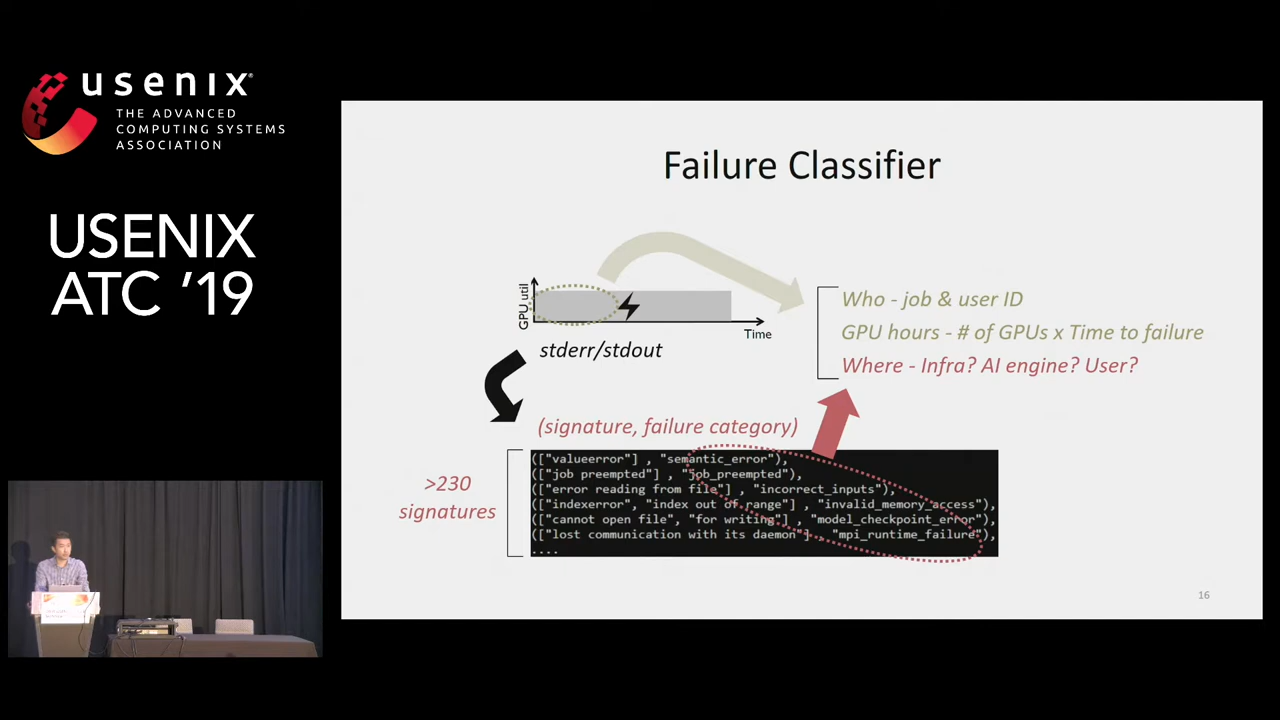 usenix
THE ADVANCED
COMPUTING SYSTEMS
ASSOCIATION
USENIX
ATC '19
Failure Classifier
GPU util
Time
stderr/stdout
Who - job & user ID
GPU hours - # of GPUs x Time to failure
Where - Infra? AI engine? User?
(signature, failure category)
>230
signatures
(["valueerror"] , "semantic_error"),
(["job preempted"] , "job_preempted"),
(["error reading from file"] , "incorrect_inputs"),
(["indexerror", "index out of range"] , "invalid_memory_access"),
(["cannot open file", "for writing"] , "model_checkpoint_error"),
(["lost communication with its daemon"] , "mpi_runtime_failure"),
....
16